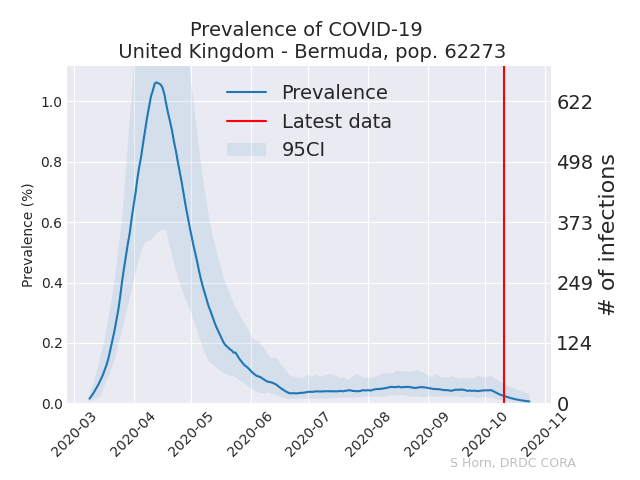 Prevalence of COVID-19
United Kingdom - Bermuda, pop. 62273
Prevalence
Latest data
95CI
Prevalence (%)
1.0
0.8
0.6
0.4
0.2
0.0
622
498
373
249
124
0
# of infections
2020-03
2020-04
2020-05
2020-06
2020-07
2020-08
2020-09
2020-10
2020-11
S Horn, DRDC CORA